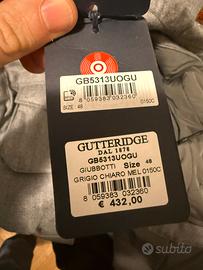 GB5313UOGU
8 059383 032360
SIZE: 48 0150C
GUTTERIDGE
DAL 1878
GB5313UOGU
GIUBBOTTI Size 48
GRIGIO CHIARO MEL 0150C
8 059383 032360
€ 432,00
subito